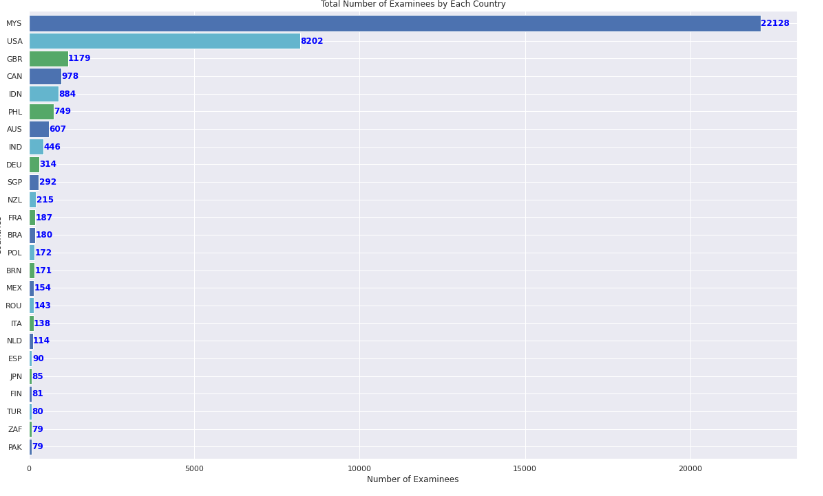 Total Number of Examinees by Each Country
MYS 22128
USA 8202
GBR 1179
CAN 978
IDN 884
PHL 749
AUS 607
IND 446
DEU 314
SGP 292
NZL 215
FRA 187
BRA 180
POL 172
BRN 171
MEX 154
ROU 143
ITA 138
NLD 114
ESP 90
JPN 85
FIN 81
TUR 80
ZAF 79
PAK 79
0 5000 10000 15000 20000
Number of Examinees